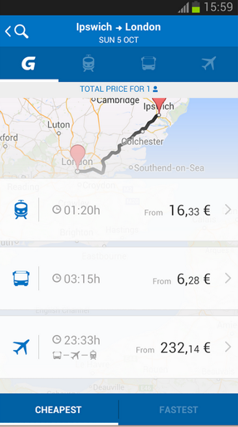 15:59
Ipswich → London
SUN 5 OCT
G
TOTAL PRICE FOR 1
Cambridge
Ipswich
Luton
Colchester
London
Southend-on-Sea
01:20h From 16,33 €
03:15h From 6,28 €
23:33h From 232,14 €
CHEAPEST FASTEST